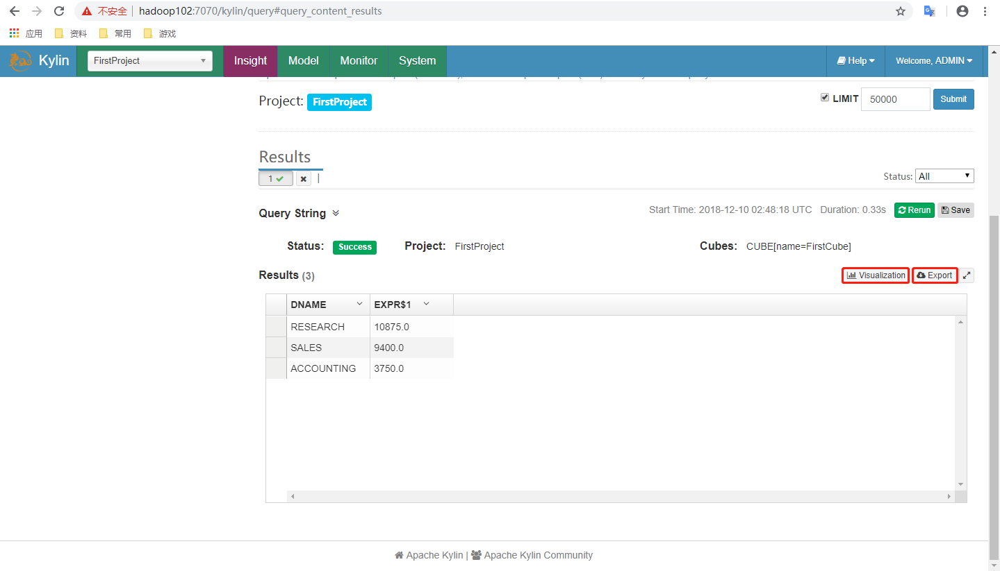 不安全 hadoop102:7070/kylin/query#query_content_results
应用 资料 常用 游戏
Kylin FirstProject Insight Model Monitor System Help Welcome, ADMIN
Project: FirstProject LIMIT 50000 Submit
Results
1 Status: All
Query String Start Time: 2018-12-10 02:48:18 UTC Duration: 0.33s Rerun Save
Status: Success Project: FirstProject Cubes: CUBE[name=FirstCube]
Results (3) Visualization Export
DNAME EXPR$1
RESEARCH 10875.0
SALES 9400.0
ACCOUNTING 3750.0
Apache Kylin | Apache Kylin Community